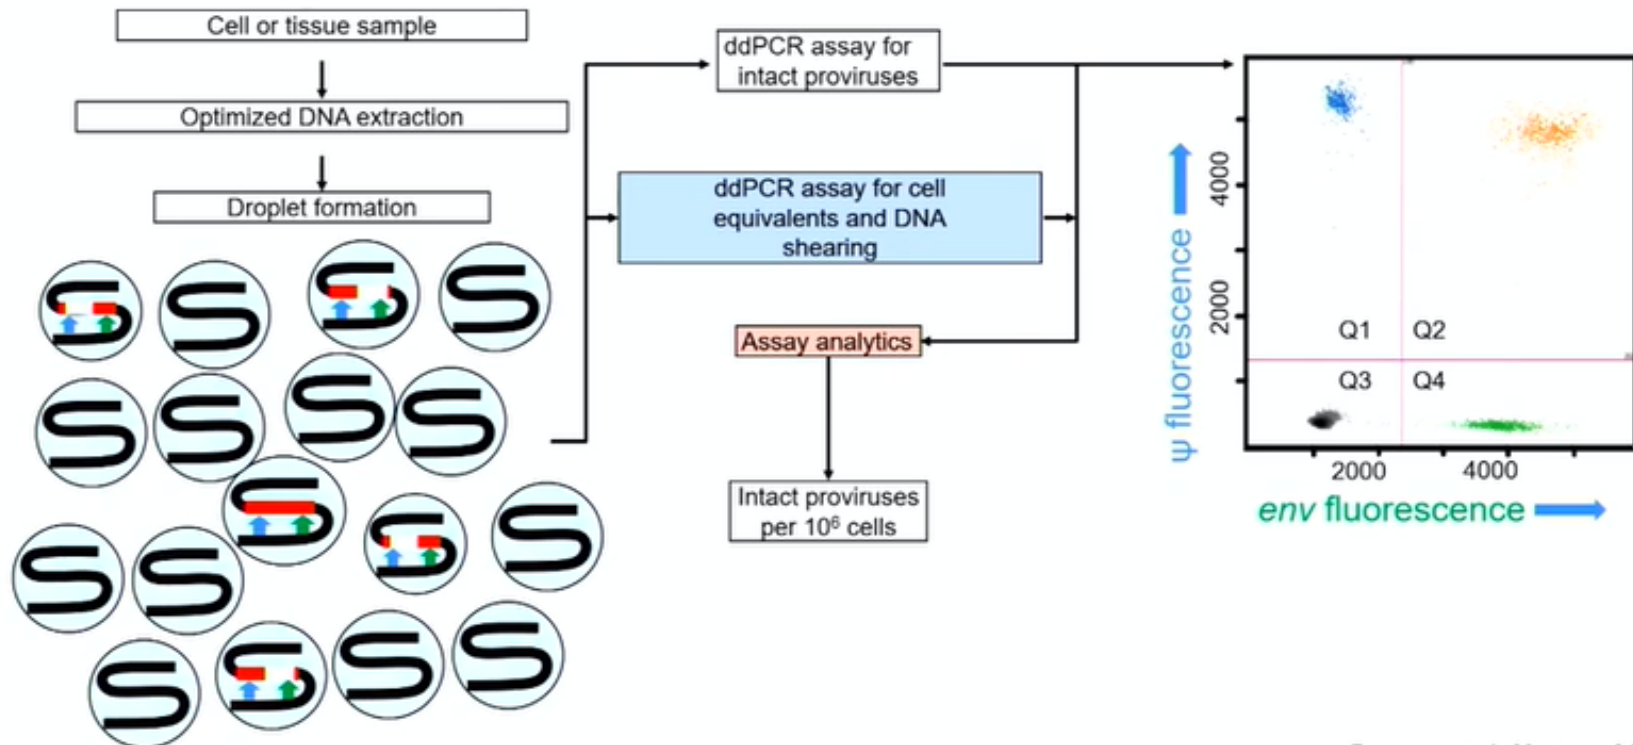 Cell or tissue sample
Optimized DNA extraction
Droplet formation
ddPCR assay for
intact proviruses
ddPCR assay for cell
equivalents and DNA
shearing
Assay analytics
Intact proviruses
per 10⁶ cells
Ψ fluorescence
4000
2000
Q1
Q2
Q3
Q4
2000
4000
env fluorescence